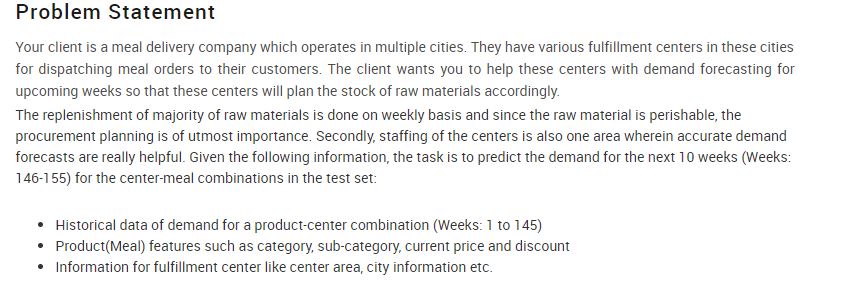 Problem Statement
Your client is a meal delivery company which operates in multiple cities. They have various fulfillment centers in these cities
for dispatching meal orders to their customers. The client wants you to help these centers with demand forecasting for
upcoming weeks so that these centers will plan the stock of raw materials accordingly.
The replenishment of majority of raw materials is done on weekly basis and since the raw material is perishable, the
procurement planning is of utmost importance. Secondly, staffing of the centers is also one area wherein accurate demand
forecasts are really helpful. Given the following information, the task is to predict the demand for the next 10 weeks (Weeks:
146-155) for the center-meal combinations in the test set:
• Historical data of demand for a product-center combination (Weeks: 1 to 145)
• Product(Meal) features such as category, sub-category, current price and discount
• Information for fulfillment center like center area, city information etc.